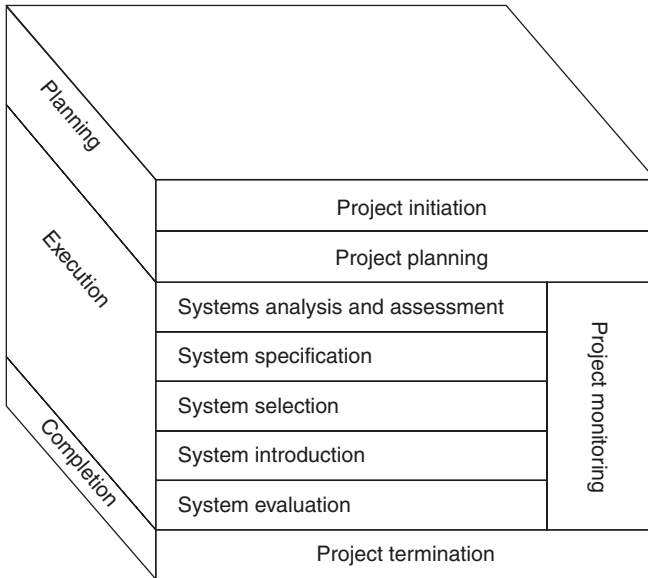 Planning
Project initiation
Project planning
Execution
Systems analysis and assessment
System specification
System selection
System introduction
System evaluation
Project monitoring
Completion
Project termination